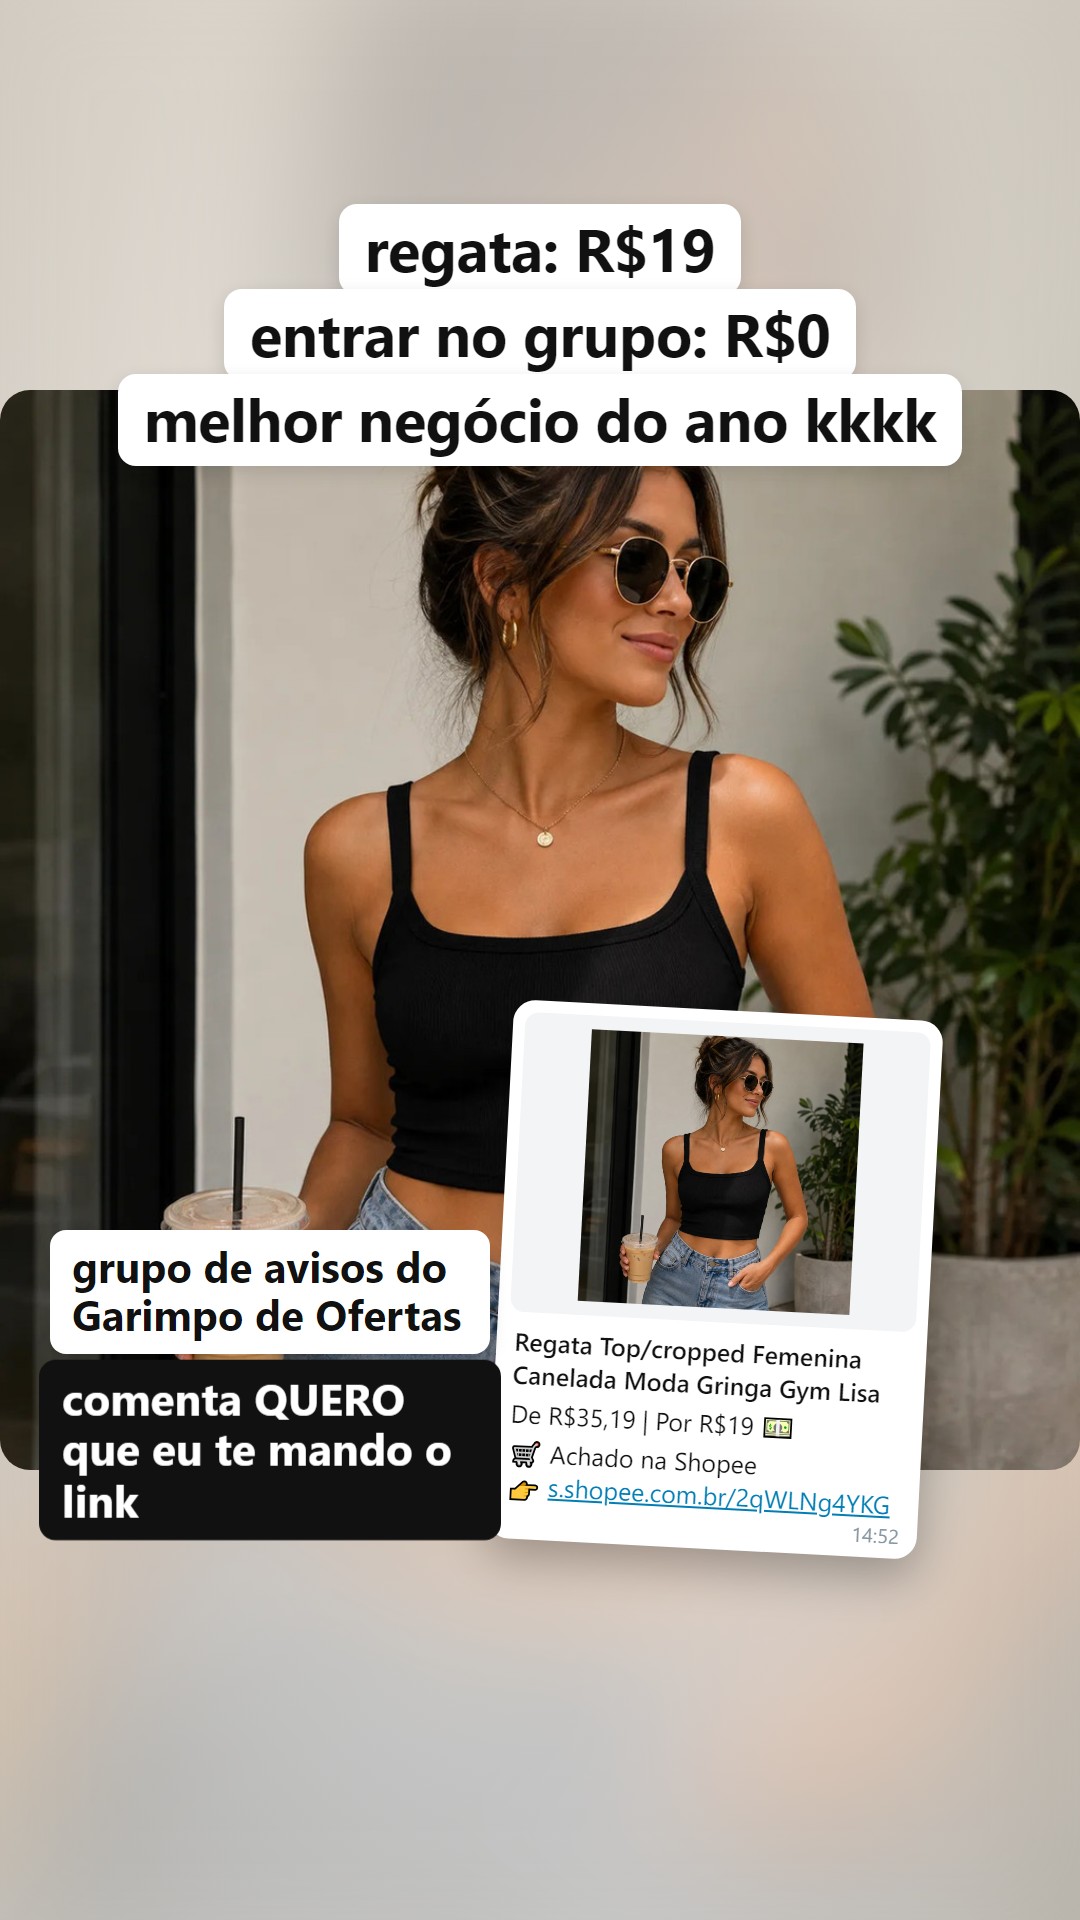 regata: R$19
entrar no grupo: R$0
melhor negócio do ano kkkk
grupo de avisos do
Garimpo de Ofertas
comenta QUERO
que eu te mando o
link
Regata Top/cropped Femenina
Canelada Moda Gringa Gym Lisa
De R$35,19 | Por R$19 💵
🛒 Achado na Shopee
👉 s.shopee.com.br/2qWLNg4YKG
14:52